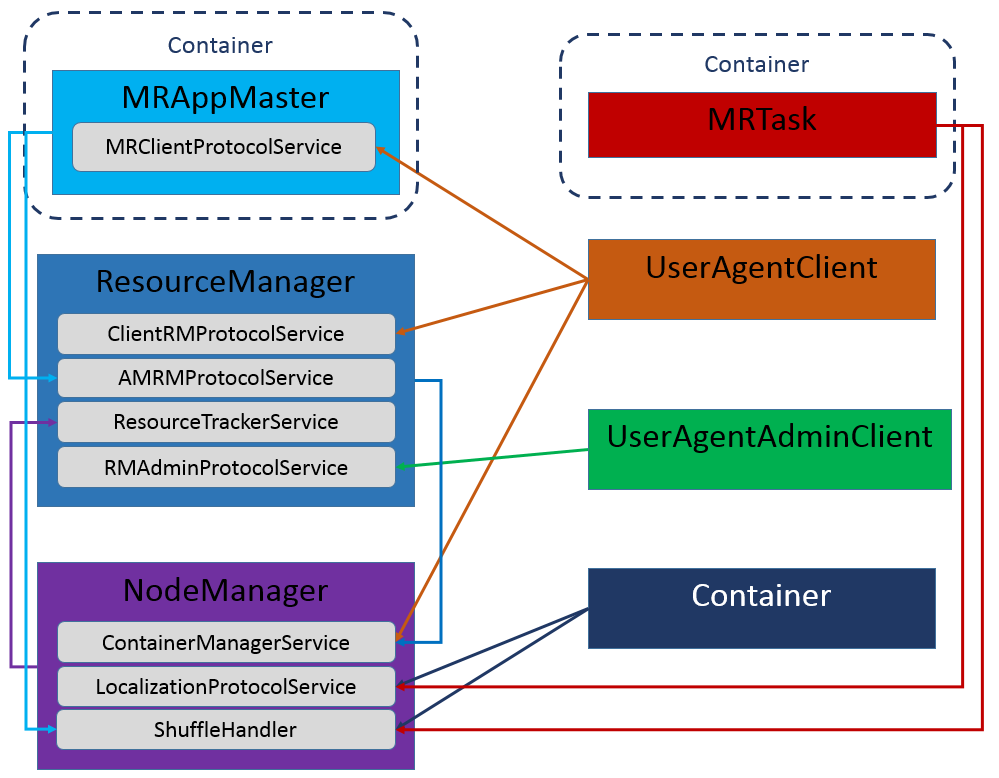 Container
MRAppMaster
MRClientProtocolService
Container
MRTask
ResourceManager
ClientRMProtocolService
AMRMProtocolService
ResourceTrackerService
RMAdminProtocolService
UserAgentClient
UserAgentAdminClient
NodeManager
ContainerManagerService
LocalizationProtocolService
ShuffleHandler
Container